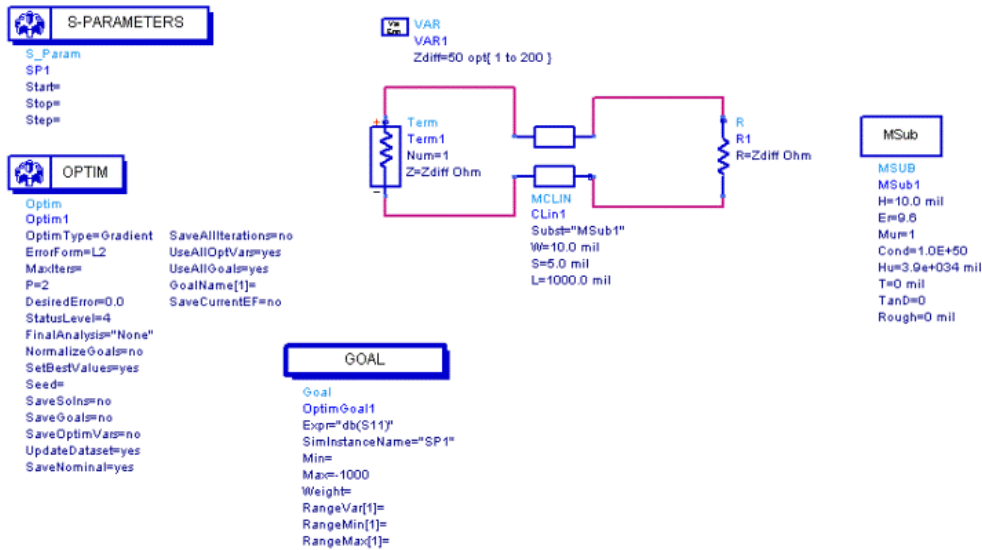 S-PARAMETERS
S_Param
SP1
Start=
Stop=
Step=
Var
Eqn
VAR
VAR1
Zdiff=50 opt{ 1 to 200 }
+
Term
Term1
Num=1
Z=Zdiff Ohm
-
R
R1
R=Zdiff Ohm
MCLIN
CLin1
Subst="MSub1"
W=10.0 mil
S=5.0 mil
L=1000.0 mil
MSub
MSUB
MSub1
H=10.0 mil
Er=9.6
Mur=1
Cond=1.0E+50
Hu=3.9e+034 mil
T=0 mil
TanD=0
Rough=0 mil
OPTIM
Optim
Optim1
OptimType=Gradient
ErrorForm=L2
MaxIters=
P=2
DesiredError=0.0
StatusLevel=4
FinalAnalysis="None"
NormalizeGoals=no
SetBestValues=yes
Seed=
SaveSolns=no
SaveGoals=no
SaveOptimVars=no
UpdateDataset=yes
SaveNominal=yes
SaveAllIterations=no
UseAllOptVars=yes
UseAllGoals=yes
GoalName[1]=
SaveCurrentEF=no
GOAL
Goal
OptimGoal1
Expr="db(S11)"
SimInstanceName="SP1"
Min=
Max=-1000
Weight=
RangeVar[1]=
RangeMin[1]=
RangeMax[1]=